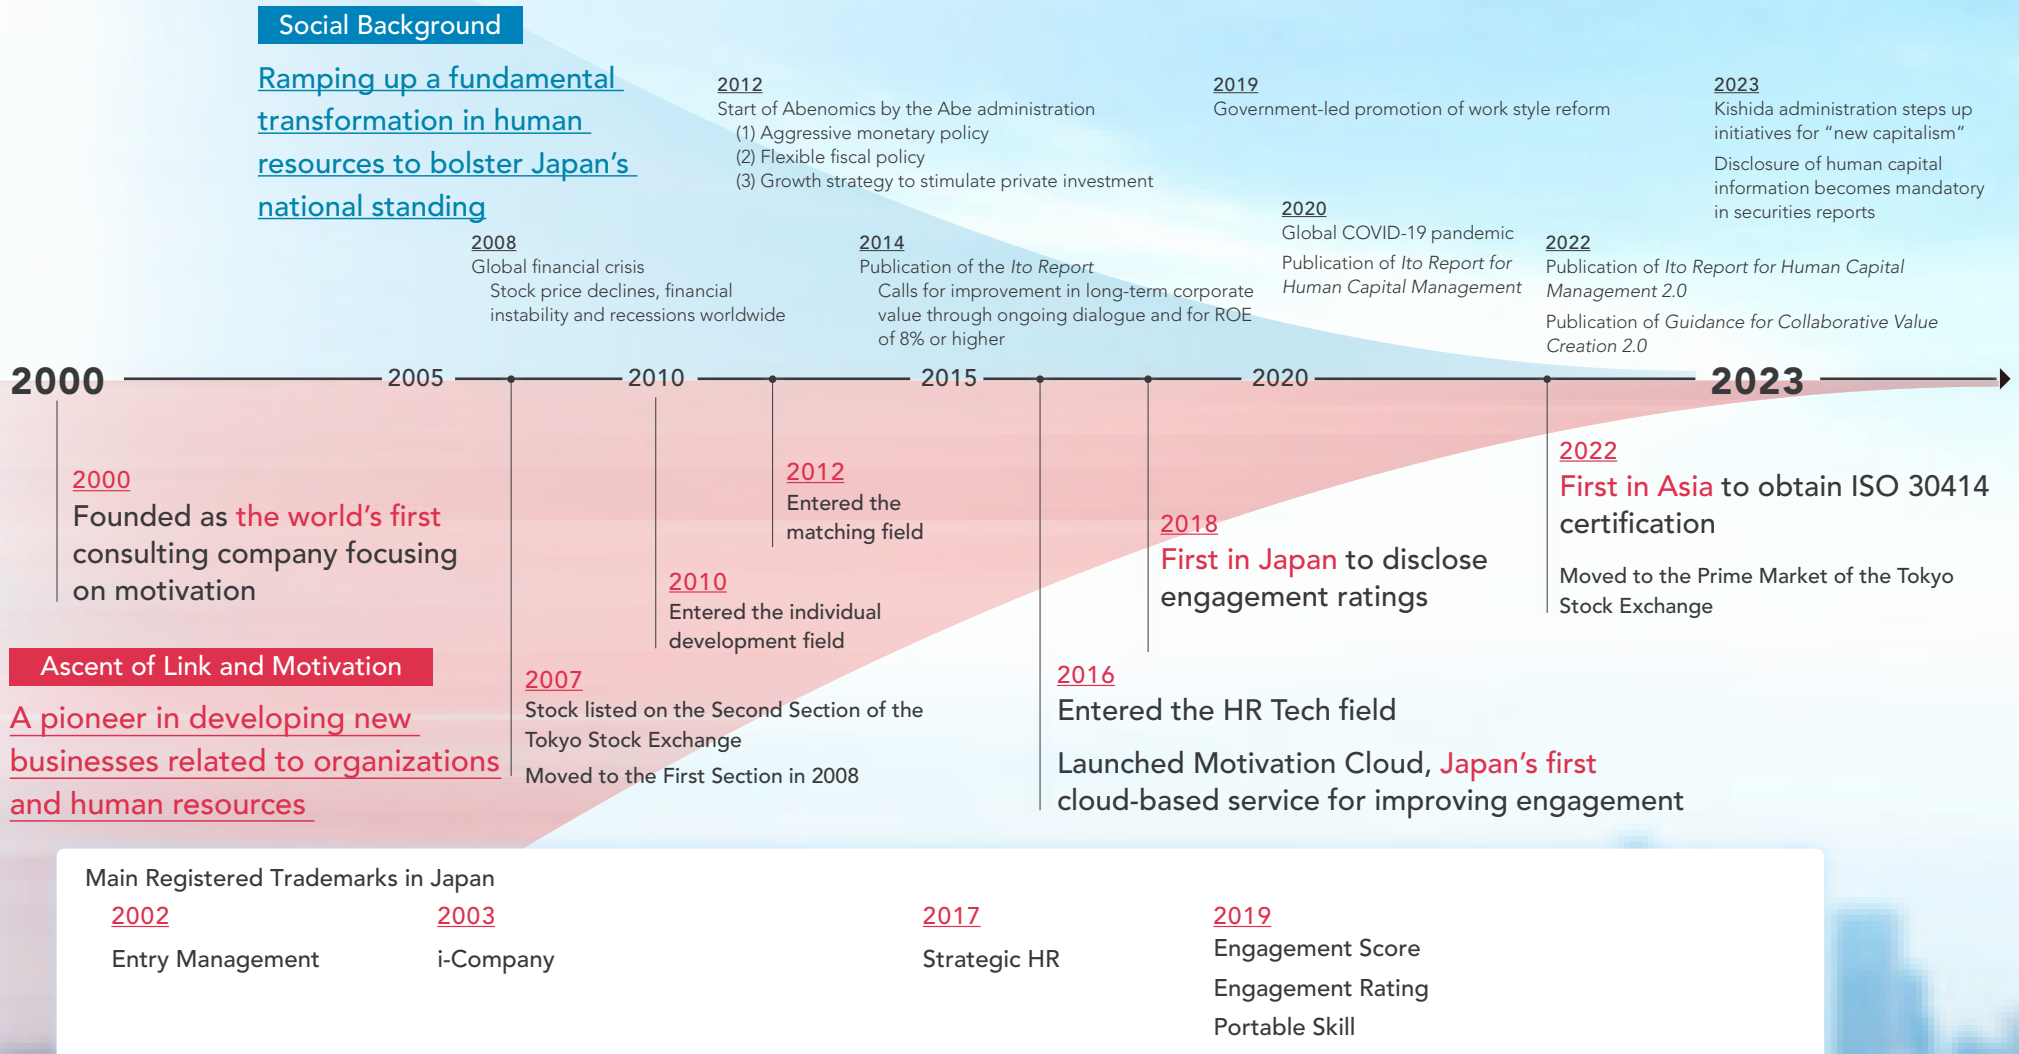 Social Background
Ramping up a fundamental
transformation in human
resources to bolster Japan’s
national standing
2008
Global financial crisis
Stock price declines, financial
instability and recessions worldwide
2012
Start of Abenomics by the Abe administration
(1) Aggressive monetary policy
(2) Flexible fiscal policy
(3) Growth strategy to stimulate private investment
2014
Publication of the Ito Report
Calls for improvement in long-term corporate
value through ongoing dialogue and for ROE
of 8% or higher
2019
Government-led promotion of work style reform
2020
Global COVID-19 pandemic
Publication of Ito Report for
Human Capital Management
2022
Publication of Ito Report for Human Capital
Management 2.0
Publication of Guidance for Collaborative Value
Creation 2.0
2023
Kishida administration steps up
initiatives for “new capitalism”
Disclosure of human capital
information becomes mandatory
in securities reports
2000
2005
2010
2015
2020
2023
2000
Founded as the world’s first
consulting company focusing
on motivation
Ascent of Link and Motivation
A pioneer in developing new
businesses related to organizations
and human resources
2007
Stock listed on the Second Section of the
Tokyo Stock Exchange
Moved to the First Section in 2008
2010
Entered the individual
development field
2012
Entered the
matching field
2016
Entered the HR Tech field
Launched Motivation Cloud, Japan’s first
cloud-based service for improving engagement
2018
First in Japan to disclose
engagement ratings
2022
First in Asia to obtain ISO 30414
certification
Moved to the Prime Market of the Tokyo
Stock Exchange
Main Registered Trademarks in Japan
2002
Entry Management
2003
i-Company
2017
Strategic HR
2019
Engagement Score
Engagement Rating
Portable Skill